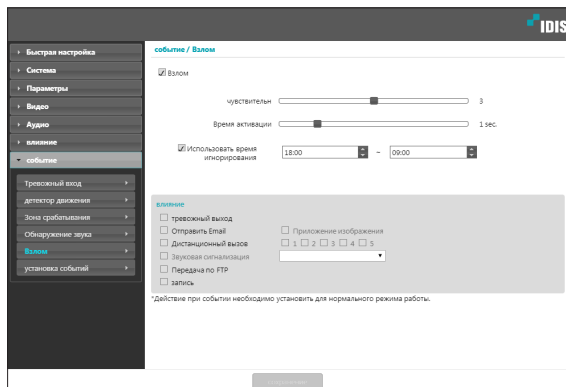 IDIS
Быстрая настройка
Система
Параметры
Видео
Аудио
влияние
событие
Тревожный вход
детектор движения
Зона срабатывания
Обнаружение звука
Взлом
установка событий
событие / Взлом
Взлом
чувствительн 3
Время активации 1 sec.
Использовать время
игнорирования 18:00 ~ 09:00
влияние
тревожный выход
Отправить Email Приложение изображения
Дистанционный вызов 1 2 3 4 5
Звуковая сигнализация
Передача по FTP
запись
*Действие при событии необходимо установить для нормального режима работы.